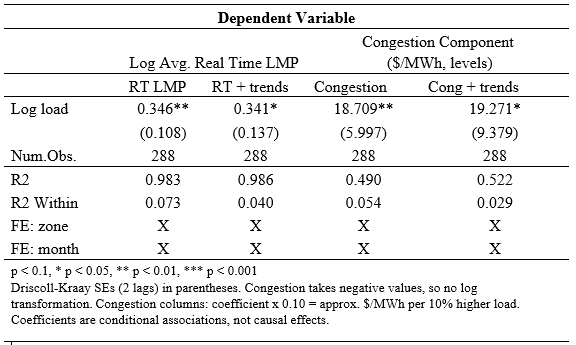 Dependent Variable
Congestion Component
Log Avg. Real Time LMP ($/MWh, levels)
RT LMP RT + trends Congestion Cong + trends
Log load 0.346** 0.341* 18.709** 19.271*
(0.108) (0.137) (5.997) (9.379)
Num.Obs. 288 288 288 288
R2 0.983 0.986 0.490 0.522
R2 Within 0.073 0.040 0.054 0.029
FE: zone X X X X
FE: month X X X X
p < 0.1, * p < 0.05, ** p < 0.01, *** p < 0.001
Driscoll-Kraay SEs (2 lags) in parentheses. Congestion takes negative values, so no log
transformation. Congestion columns: coefficient x 0.10 = approx. $/MWh per 10% higher load.
Coefficients are conditional associations, not causal effects.